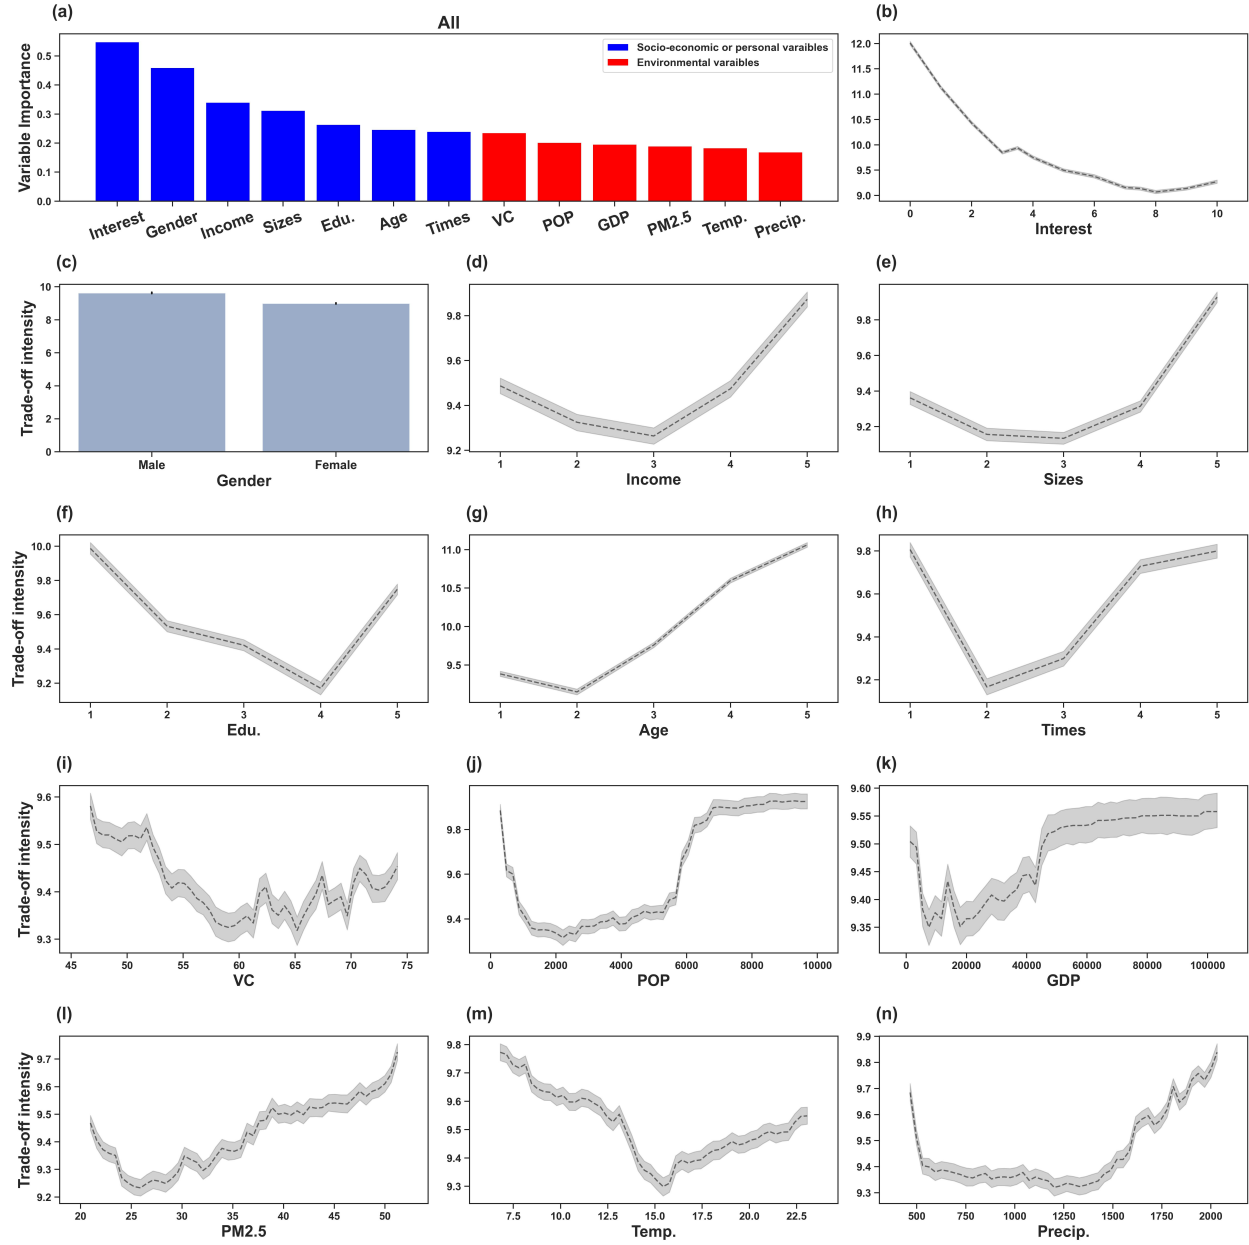 (a)
All
Variable Importance
0.5
0.4
0.3
0.2
0.1
0.0
Socio-economic or personal varaibles
Environmental varaibles
Interest Gender Income Sizes Edu. Age Times VC POP GDP PM2.5 Temp. Precip.
(b)
12.0
11.5
11.0
10.5
10.0
9.5
9.0
0 2 4 6 8 10
Interest
(c)
Trade-off intensity
10
8
6
4
2
0
Male Female
Gender
(d)
9.8
9.6
9.4
9.2
1 2 3 4 5
Income
(e)
9.8
9.6
9.4
9.2
1 2 3 4 5
Sizes
(f)
Trade-off intensity
10.0
9.8
9.6
9.4
9.2
1 2 3 4 5
Edu.
(g)
11.0
10.5
10.0
9.5
1 2 3 4 5
Age
(h)
9.8
9.6
9.4
9.2
1 2 3 4 5
Times
(i)
Trade-off intensity
9.6
9.5
9.4
9.3
45 50 55 60 65 70 75
VC
(j)
9.8
9.6
9.4
0 2000 4000 6000 8000 10000
POP
(k)
9.60
9.55
9.50
9.45
9.40
9.35
0 20000 40000 60000 80000 100000
GDP
(l)
Trade-off intensity
9.7
9.6
9.5
9.4
9.3
9.2
20 25 30 35 40 45 50
PM2.5
(m)
9.8
9.7
9.6
9.5
9.4
9.3
7.5 10.0 12.5 15.0 17.5 20.0 22.5
Temp.
(n)
9.9
9.8
9.7
9.6
9.5
9.4
9.3
500 750 1000 1250 1500 1750 2000
Precip.